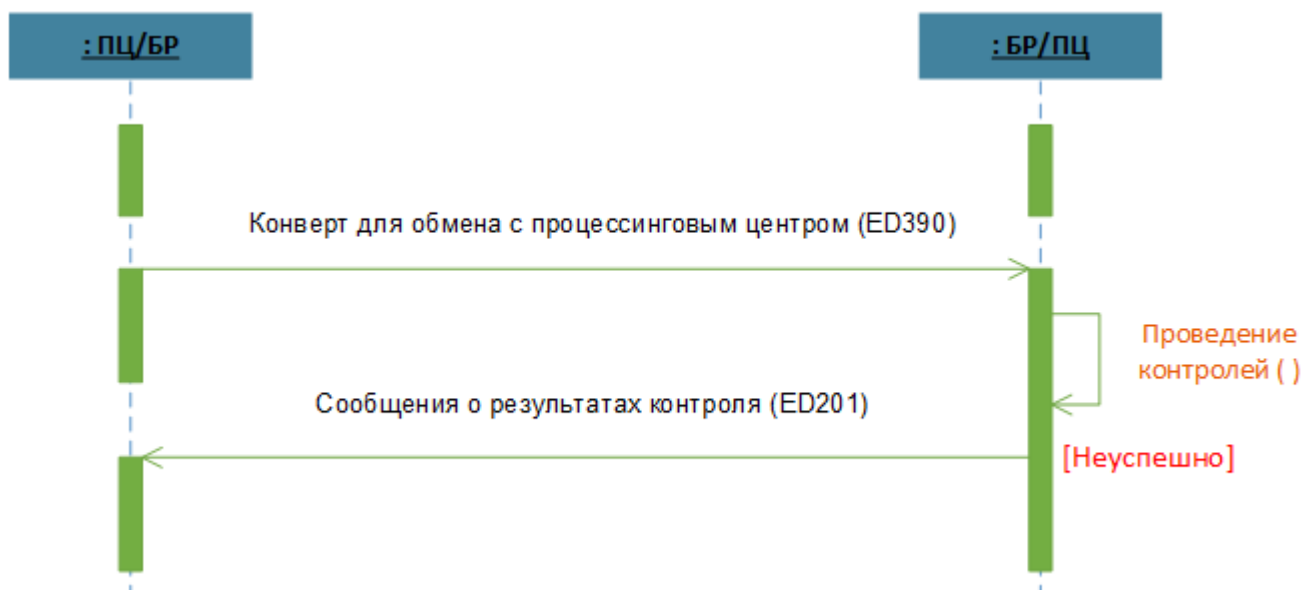 : ПЦ/БР
: БР/ПЦ
Конверт для обмена с процессинговым центром (ED390)
Проведение
контролей ( )
Сообщения о результатах контроля (ED201)
[Неуспешно]